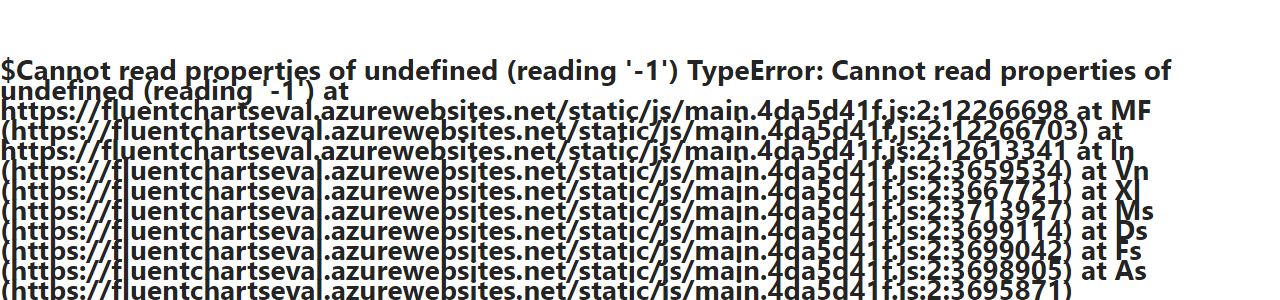 $Cannot read properties of undefined (reading '-1') TypeError: Cannot read properties of
undefined (reading '-1') at
https://fluentchartseval.azurewebsites.net/static/js/main.4da5d41f.js:2:12266698 at MF
(https://fluentchartseval.azurewebsites.net/static/js/main.4da5d41f.js:2:12266703) at
https://fluentchartseval.azurewebsites.net/static/js/main.4da5d41f.js:2:12613341 at In
(https://fluentchartseval.azurewebsites.net/static/js/main.4da5d41f.js:2:3659534) at Vn
(https://fluentchartseval.azurewebsites.net/static/js/main.4da5d41f.js:2:3667721) at Xl
(https://fluentchartseval.azurewebsites.net/static/js/main.4da5d41f.js:2:3713927) at Ms
(https://fluentchartseval.azurewebsites.net/static/js/main.4da5d41f.js:2:3699114) at Ds
(https://fluentchartseval.azurewebsites.net/static/js/main.4da5d41f.js:2:3699042) at Fs
(https://fluentchartseval.azurewebsites.net/static/js/main.4da5d41f.js:2:3698905) at As
(https://fluentchartseval.azurewebsites.net/static/js/main.4da5d41f.js:2:3695871)